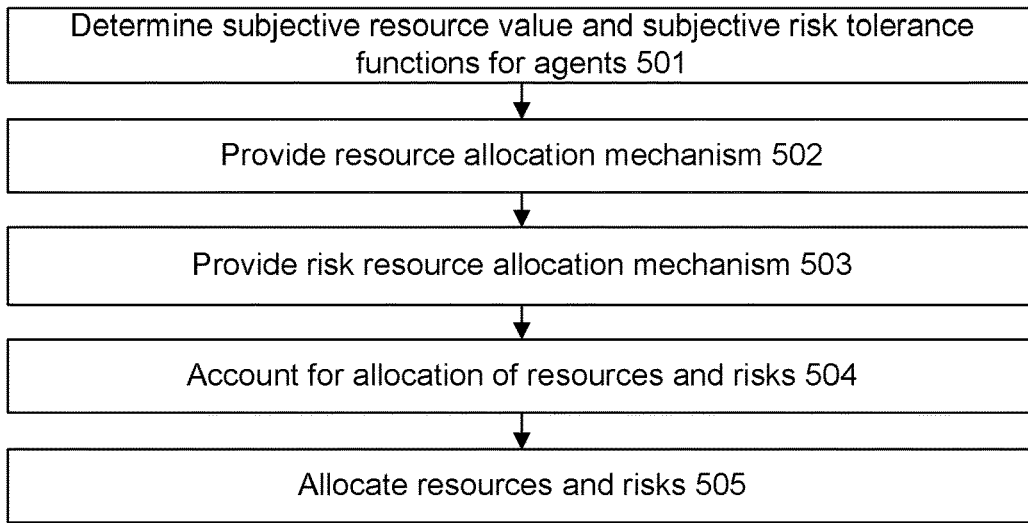 Determine subjective resource value and subjective risk tolerance
functions for agents 501
Provide resource allocation mechanism 502
Provide risk resource allocation mechanism 503
Account for allocation of resources and risks 504
Allocate resources and risks 505